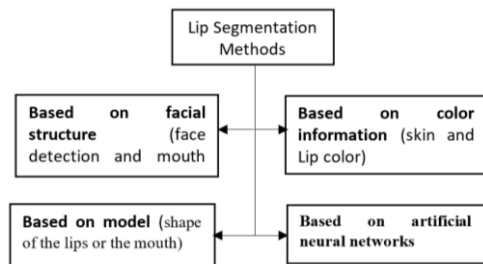 Lip Segmentation
Methods
Based on facial
structure (face
detection and mouth
Based on color
information (skin and
Lip color)
Based on model (shape
of the lips or the mouth)
Based on artificial
neural networks